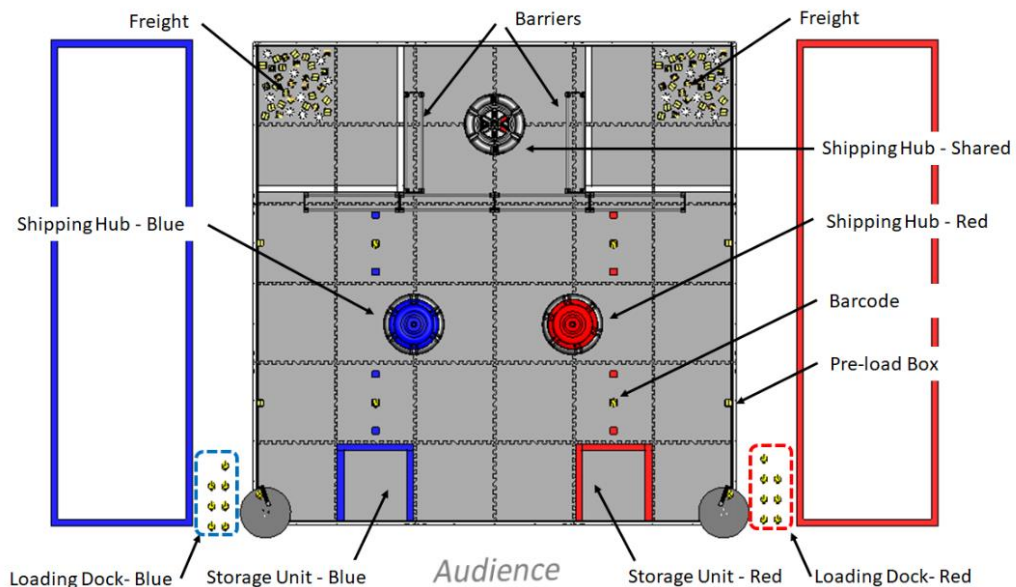 Freight
Barriers
Freight
Shipping Hub - Shared
Shipping Hub - Blue
Shipping Hub - Red
Barcode
Pre-load Box
Loading Dock- Blue
Storage Unit - Blue
Audience
Storage Unit - Red
Loading Dock- Red